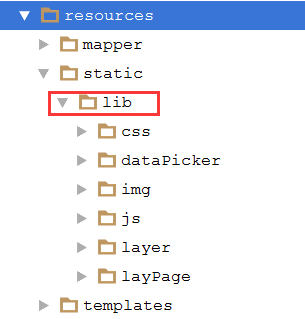 resources
mapper
static
lib
css
dataPicker
img
js
layer
layPage
templates